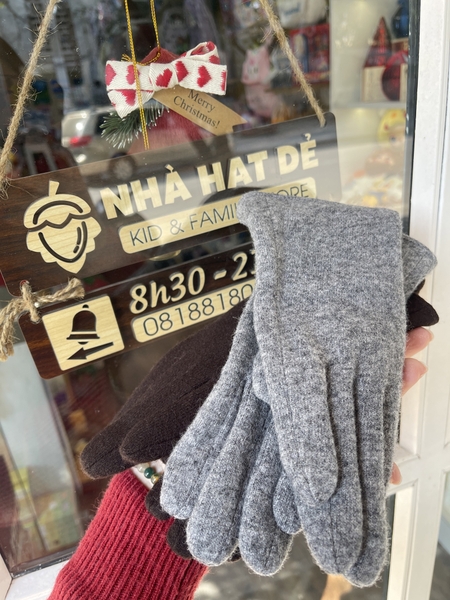 Merry
Christmas!
NHÀ HẠT DẺ
KID & FAMILY STORE
8h30 - 2
0818818